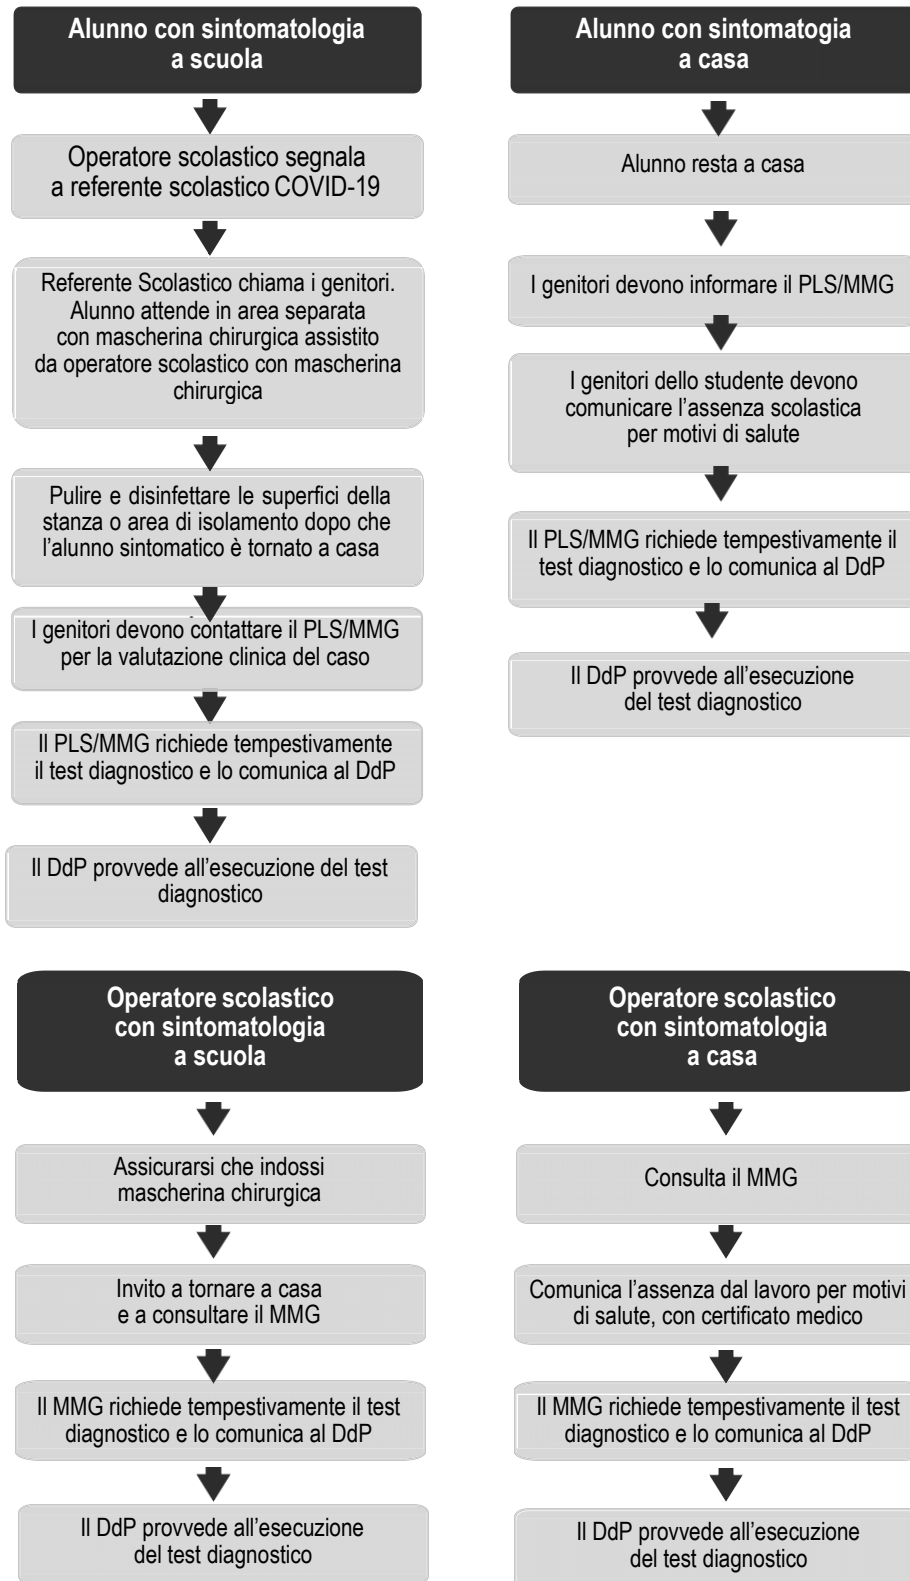 Alunno con sintomatologia
a scuola
Operatore scolastico segnala
a referente scolastico COVID-19
Referente Scolastico chiama i genitori.
Alunno attende in area separata
con mascherina chirurgica assistito
da operatore scolastico con mascherina
chirurgica
Pulire e disinfettare le superfici della
stanza o area di isolamento dopo che
l’alunno sintomatico è tornato a casa
I genitori devono contattare il PLS/MMG
per la valutazione clinica del caso
Il PLS/MMG richiede tempestivamente
il test diagnostico e lo comunica al DdP
Il DdP provvede all’esecuzione del test
diagnostico
Alunno con sintomatogia
a casa
Alunno resta a casa
I genitori devono informare il PLS/MMG
I genitori dello studente devono
comunicare l’assenza scolastica
per motivi di salute
Il PLS/MMG richiede tempestivamente il
test diagnostico e lo comunica al DdP
Il DdP provvede all’esecuzione
del test diagnostico
Operatore scolastico
con sintomatologia
a scuola
Assicurarsi che indossi
mascherina chirurgica
Invito a tornare a casa
e a consultare il MMG
Il MMG richiede tempestivamente il test
diagnostico e lo comunica al DdP
Il DdP provvede all’esecuzione
del test diagnostico
Operatore scolastico
con sintomatologia
a casa
Consulta il MMG
Comunica l’assenza dal lavoro per motivi
di salute, con certificato medico
Il MMG richiede tempestivamente il test
diagnostico e lo comunica al DdP
Il DdP provvede all’esecuzione
del test diagnostico